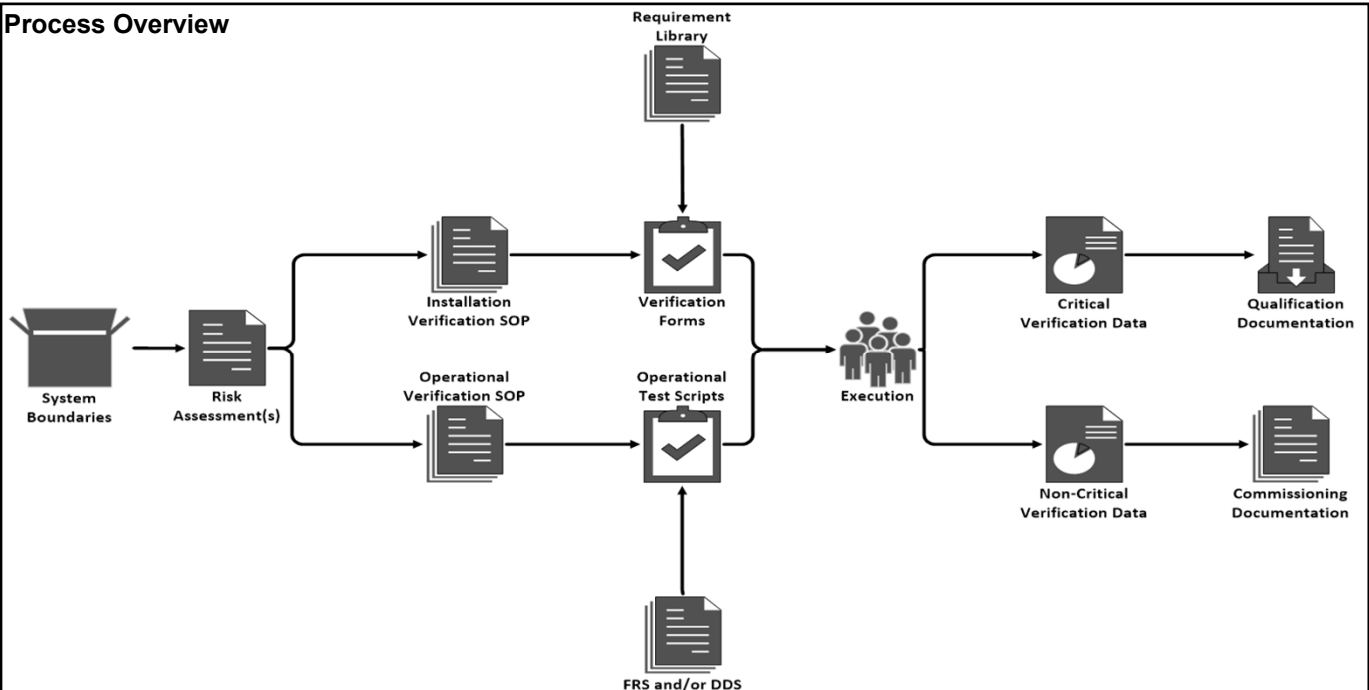 Process Overview
Requirement
Library
Installation
Verification SOP
Verification
Forms
Critical
Verification Data
Qualification
Documentation
System
Boundaries
Risk
Assessment(s)
Operational
Verification SOP
Operational
Test Scripts
Execution
Non-Critical
Verification Data
Commissioning
Documentation
FRS and/or DDS